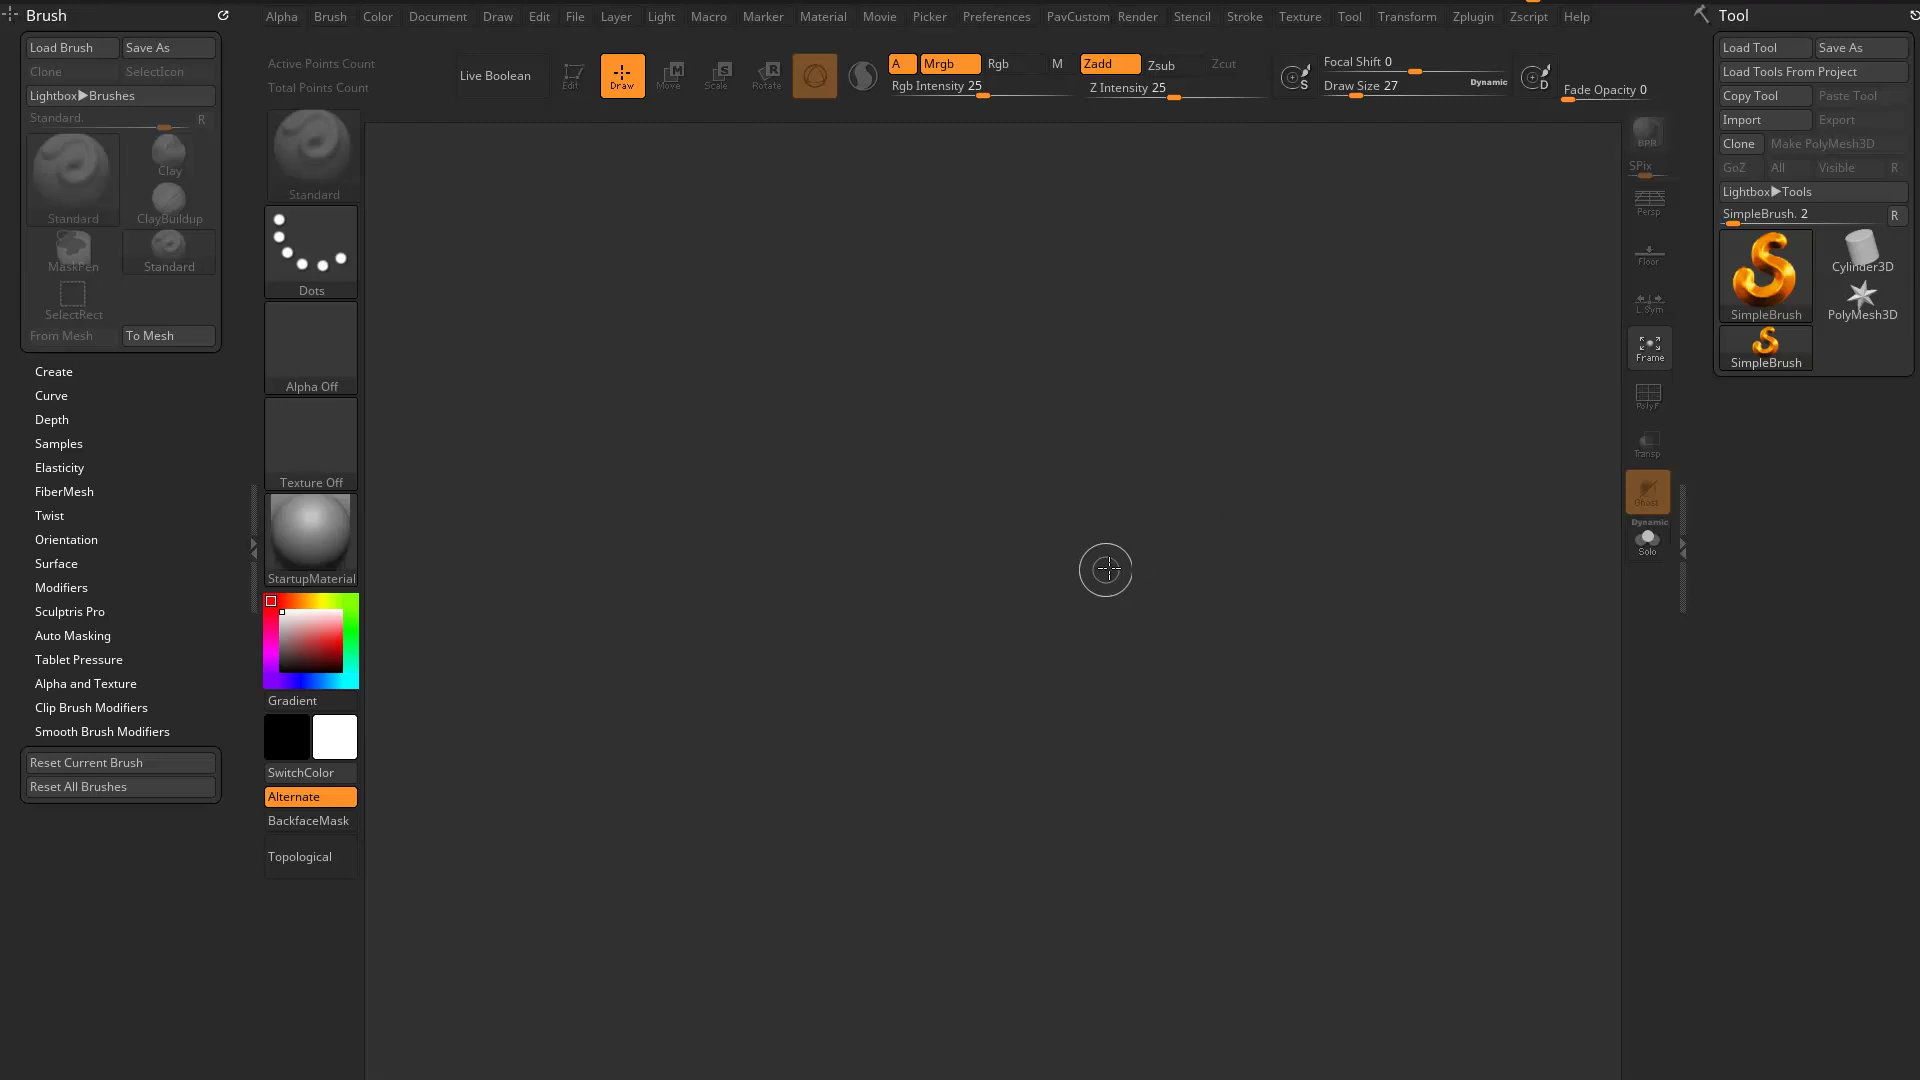 Brush
Load Brush Save As
Clone SelectIcon
Lightbox▶Brushes
Standard. R
Standard
Clay
ClayBuildup
MaskPen
Standard
SelectRect
From Mesh To Mesh
Create
Curve
Depth
Samples
Elasticity
FiberMesh
Twist
Orientation
Surface
Modifiers
Sculptris Pro
Auto Masking
Tablet Pressure
Alpha and Texture
Clip Brush Modifiers
Smooth Brush Modifiers
Reset Current Brush
Reset All Brushes
Alpha Brush Color Document Draw Edit File Layer Light Macro Marker Material Movie Picker Preferences PavCustom Render Stencil Stroke Texture Tool Transform Zplugin Zscript Help
Active Points Count
Total Points Count
Live Boolean
Edit
Draw
Move
Scale
Rotate
A Mrgb Rgb M
Rgb Intensity 25
Zadd Zsub Zcut
Z Intensity 25
S
Focal Shift 0
Draw Size 27
Dynamic
D
Fade Opacity 0
Standard
Dots
Alpha Off
Texture Off
StartupMaterial
Gradient
SwitchColor
Alternate
BackfaceMask
Topological
BPR
SPix
Persp
Floor
L.Sym
Frame
PolyF
Transp
Ghost
Dynamic
Solo
Tool
Load Tool Save As
Load Tools From Project
Copy Tool Paste Tool
Import Export
Clone Make PolyMesh3D
GoZ All Visible R
Lightbox▶Tools
SimpleBrush. 2 R
SimpleBrush
Cylinder3D
PolyMesh3D
SimpleBrush